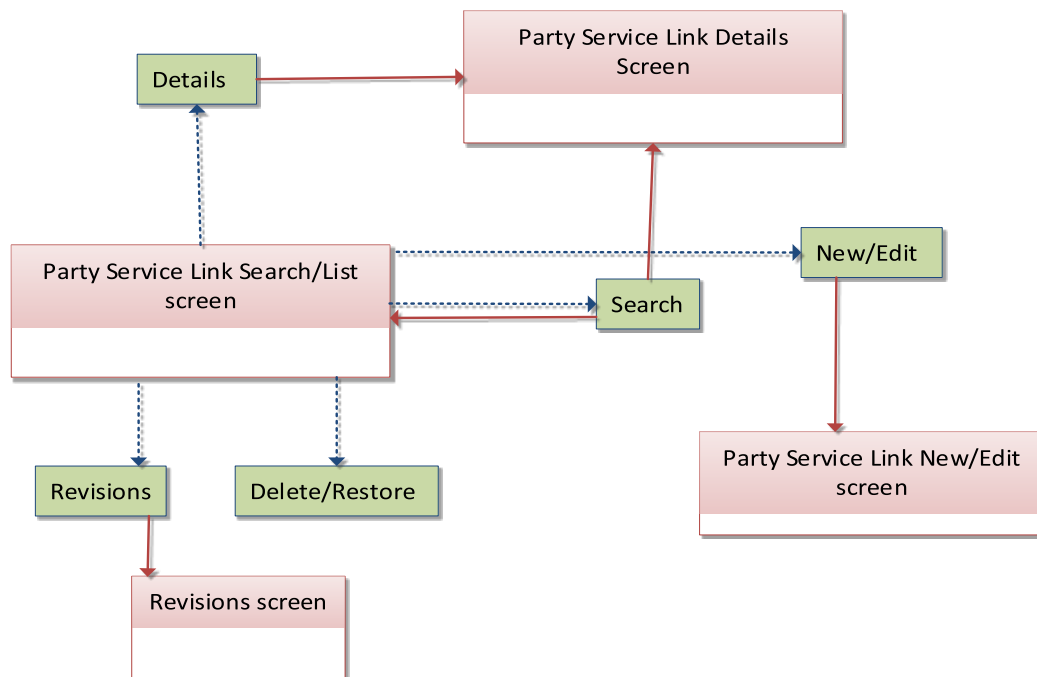 Party Service Link Details
Screen
Details
New/Edit
Party Service Link Search/List
screen
Search
Party Service Link New/Edit
screen
Revisions
Delete/Restore
Revisions screen